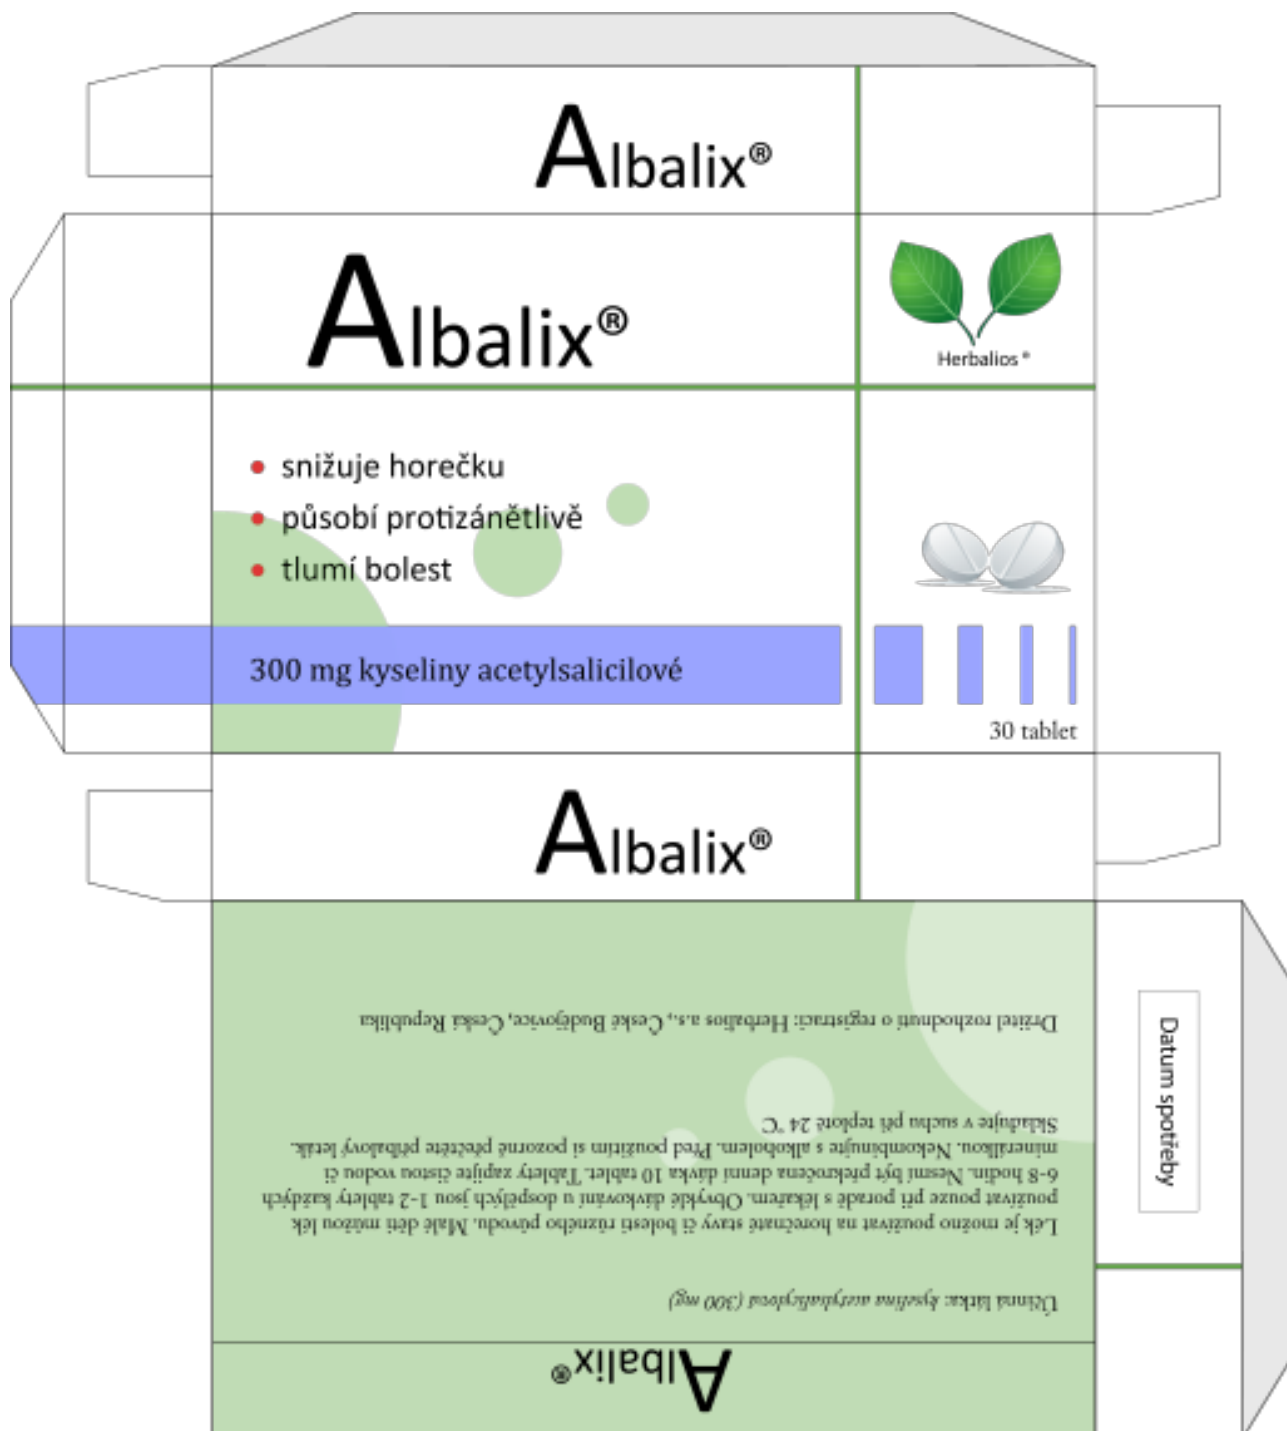 Albalix®
Albalix®
Herbalios ®
• snižuje horečku
• působí protizánětlivě
• tlumí bolest
300 mg kyseliny acetylsalicilové
30 tablet
Albalix®
Datum spotřeby
Albalix®
Účinná látka: kyselina acetylsalicylová (300 mg)
Lék je možno používat na horečnaté stavy či bolesti různého původu. Malé děti můžou lék
používat pouze při poradě s lékařem. Obvyklé dávkování u dospělých jsou 1-2 tablety každých
6-8 hodin. Nesmí být překročena denní dávka 10 tablet. Tablety zapijte čistou vodou či
minerálkou. Nekombinujte s alkoholem. Před použitím si pozorně přečtěte příbalový leták.
Skladujte v suchu při teplotě 24 °C
Držitel rozhodnutí o registraci: Herbalios a.s., České Budějovice, Česká Republika